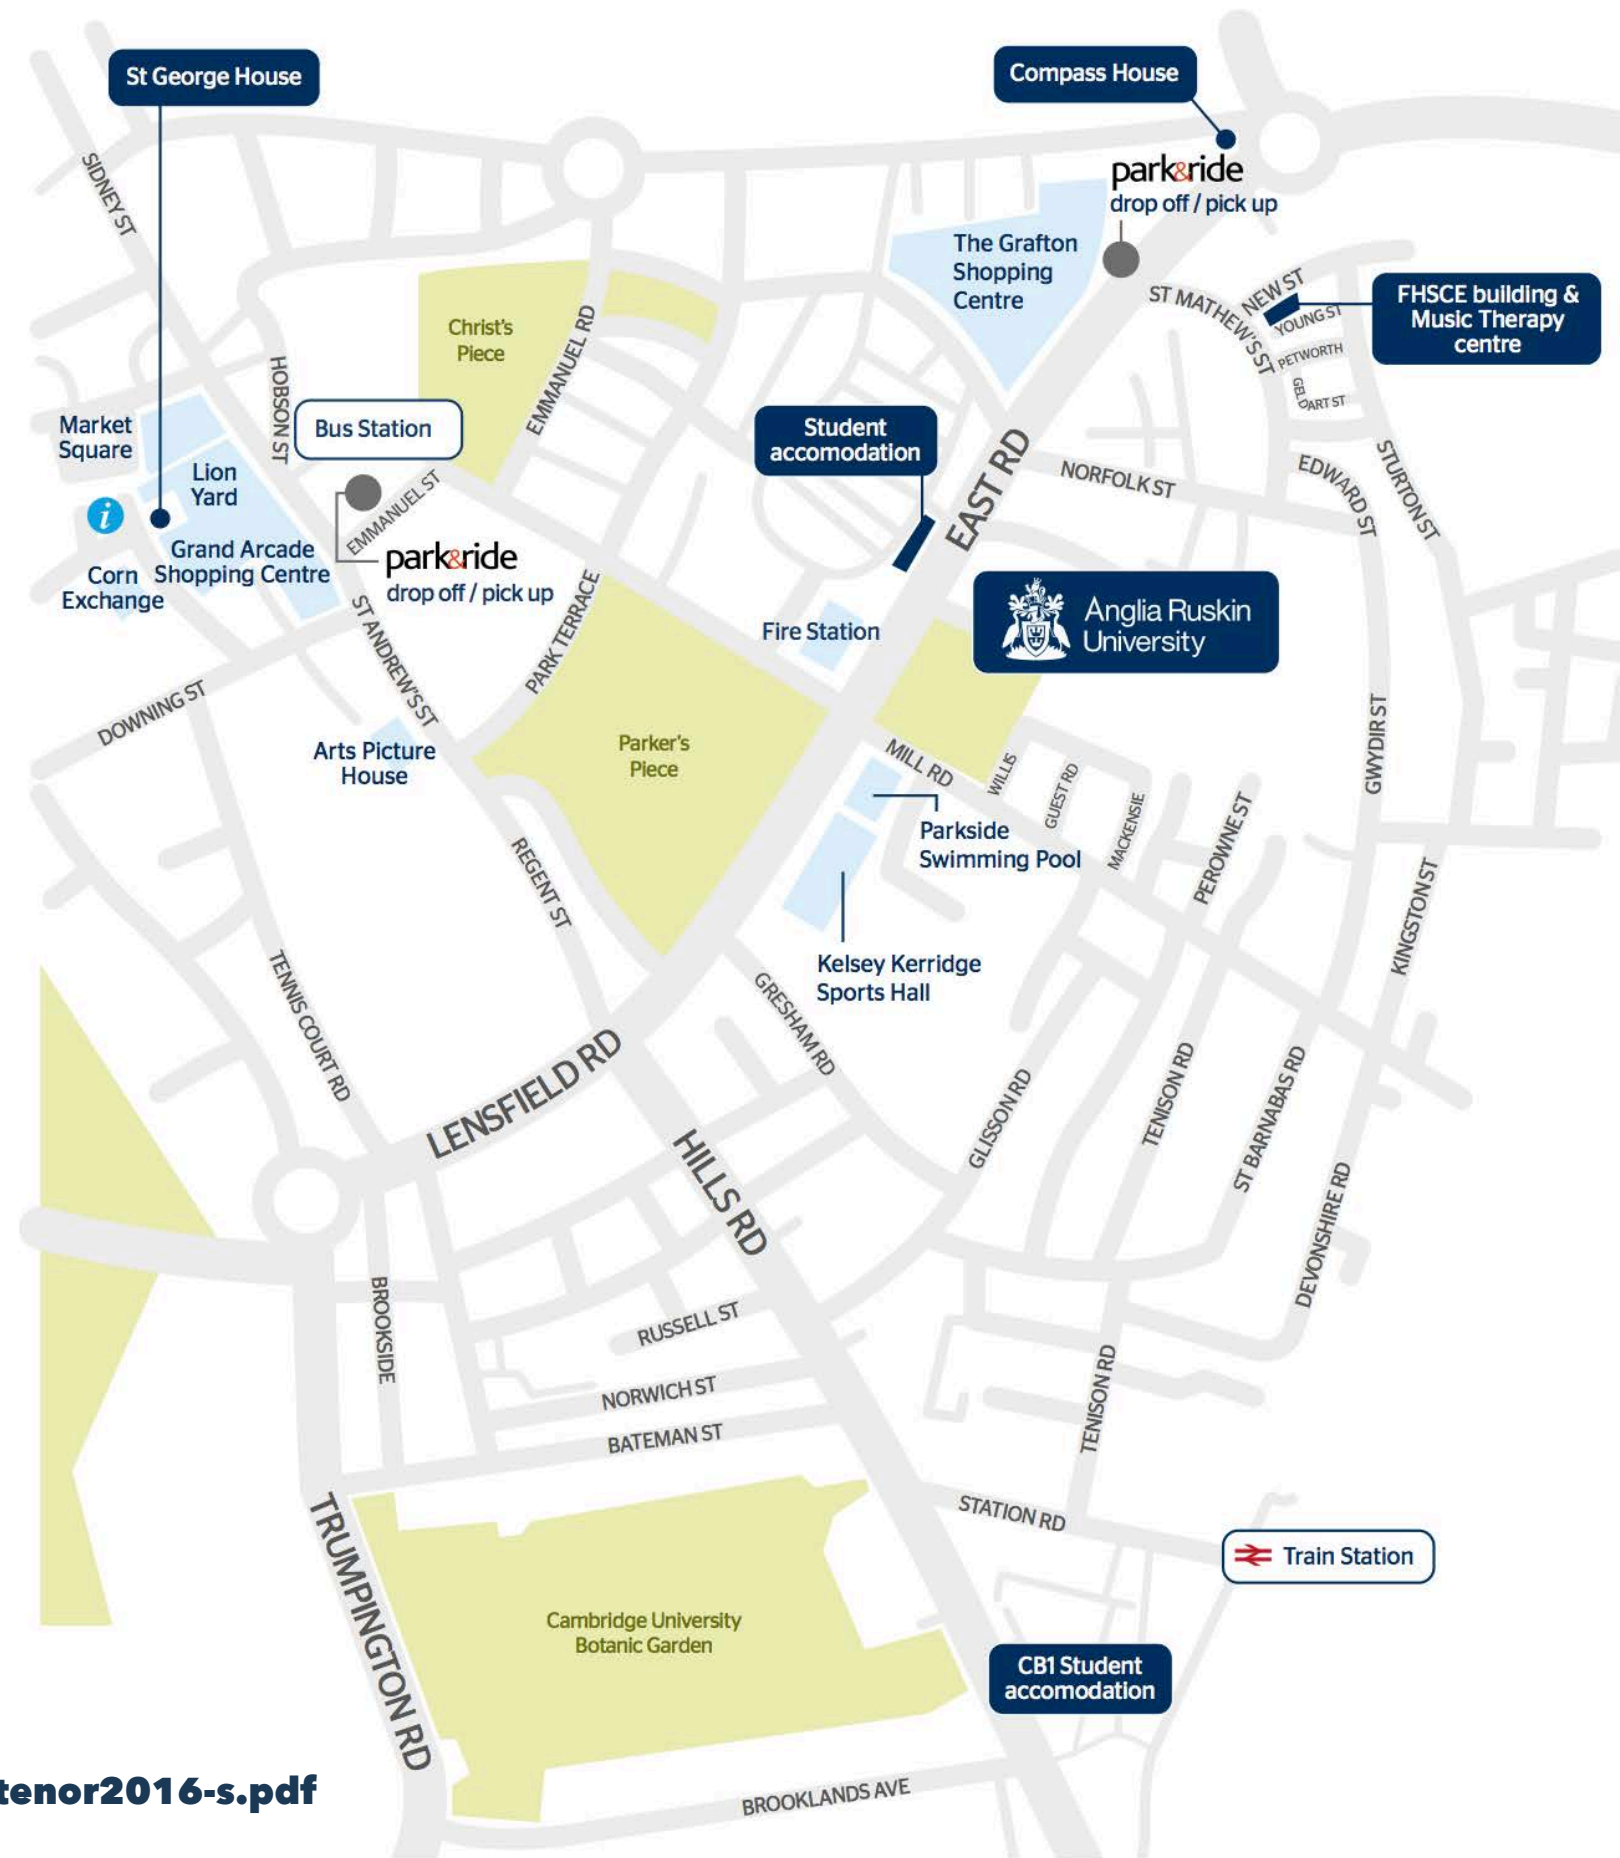 St George House
Compass House
SIDNEY ST
park&ride
drop off / pick up
The Grafton
Shopping
Centre
ST MATHEW'S ST
NEW ST
YOUNG ST
PETWORTH
GELDART ST
FHSCE building &
Music Therapy
centre
Christ's
Piece
EMMANUEL RD
HOBSON ST
Bus Station
Market
Square
Lion
Yard
i
Grand Arcade
Shopping Centre
Corn
Exchange
EMMANUEL ST
park&ride
drop off / pick up
Student
accomodation
EAST RD
NORFOLK ST
EDWARD ST
STURTON ST
Anglia Ruskin
University
Fire Station
PARK TERRACE
ST ANDREW'S ST
DOWNING ST
Arts Picture
House
Parker's
Piece
MILL RD
WILLIS
GUEST RD
MACKENSIE
PEROWNE ST
GWYDIR ST
KINGSTON ST
Parkside
Swimming Pool
Kelsey Kerridge
Sports Hall
REGENT ST
TENNIS COURT RD
LENSFIELD RD
GRESHAM RD
GLISSON RD
TENISON RD
ST BARNABAS RD
DEVONSHIRE RD
HILLS RD
BROOKSIDE
RUSSELL ST
NORWICH ST
BATEMAN ST
TENISON RD
STATION RD
Train Station
TRUMPINGTON RD
Cambridge University
Botanic Garden
CB1 Student
accomodation
BROOKLANDS AVE
tenor2016-s.pdf